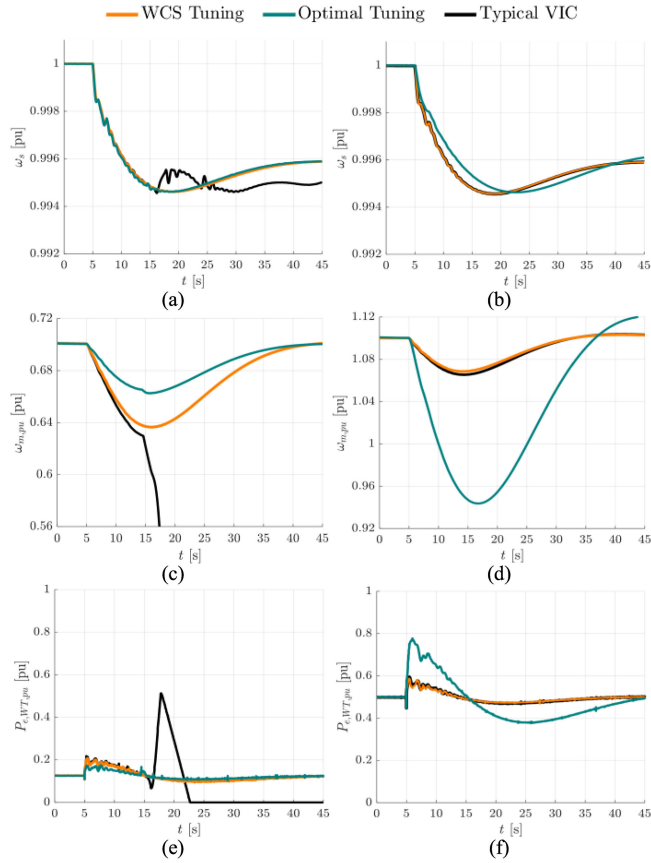 WCS Tuning Optimal Tuning Typical VIC
1
0.998
0.996
0.994
0.992
ω_s [pu]
0 5 10 15 20 25 30 35 40 45
t [s]
(a)
1
0.998
0.996
0.994
0.992
ω_s [pu]
0 5 10 15 20 25 30 35 40 45
t [s]
(b)
0.72
0.68
0.64
0.6
0.56
ω_{m,pu} [pu]
0 5 10 15 20 25 30 35 40 45
t [s]
(c)
1.12
1.08
1.04
1
0.96
0.92
ω_{m,pu} [pu]
0 5 10 15 20 25 30 35 40 45
t [s]
(d)
1
0.8
0.6
0.4
0.2
0
P_{e,WT,pu} [pu]
0 5 10 15 20 25 30 35 40 45
t [s]
(e)
1
0.8
0.6
0.4
0.2
0
P_{e,WT,pu} [pu]
0 5 10 15 20 25 30 35 40 45
t [s]
(f)